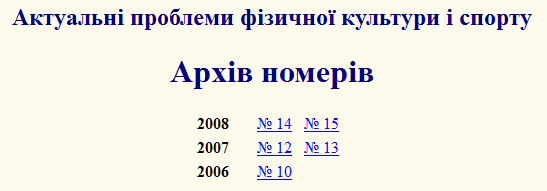 Актуальні проблеми фізичної культури і спорту
Архів номерів
2008 № 14 № 15
2007 № 12 № 13
2006 № 10